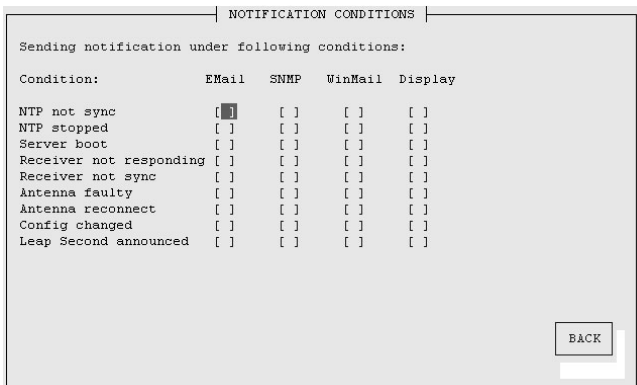 NOTIFICATION CONDITIONS
Sending notification under following conditions:
Condition: EMail SNMP WinMail Display
NTP not sync [ ] [ ] [ ] [ ]
NTP stopped [ ] [ ] [ ] [ ]
Server boot [ ] [ ] [ ] [ ]
Receiver not responding [ ] [ ] [ ] [ ]
Receiver not sync [ ] [ ] [ ] [ ]
Antenna faulty [ ] [ ] [ ] [ ]
Antenna reconnect [ ] [ ] [ ] [ ]
Config changed [ ] [ ] [ ] [ ]
Leap Second announced [ ] [ ] [ ] [ ]
BACK